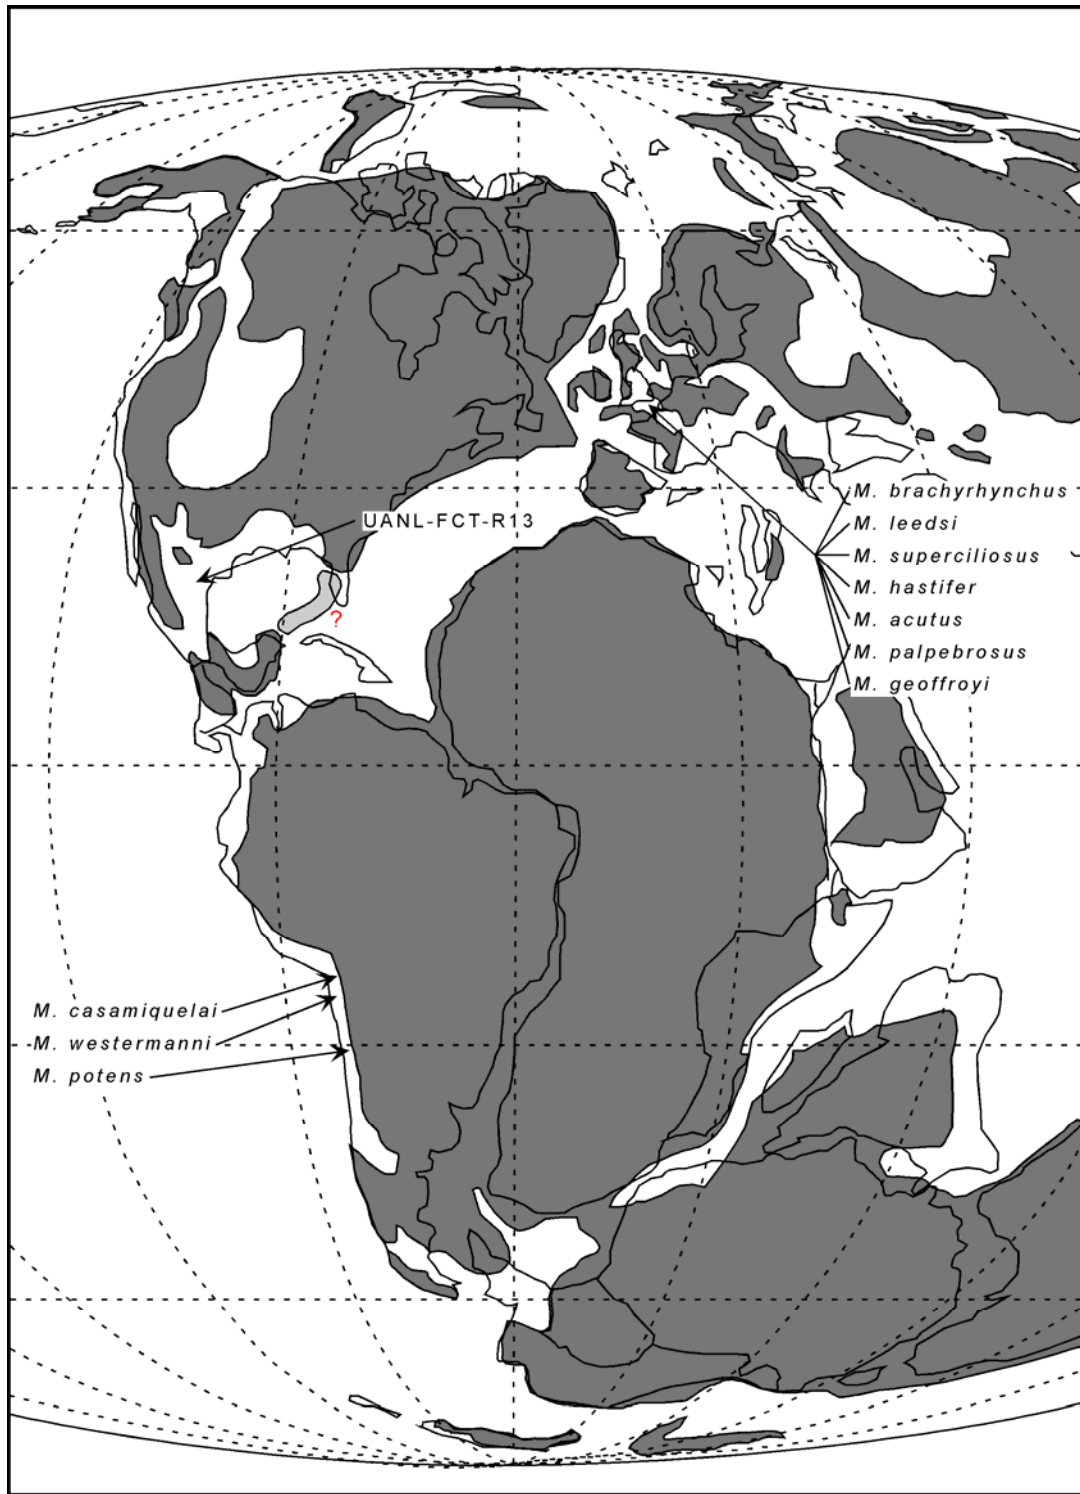 M. brachyrhynchus
UANL-FCT-R13
M. leedsi
M. superciliosus
M. hastifer
M. acutus
?
M. palpebrosus
M. geoffroyi
M. casamiquelai
M. westermanni
M. potens